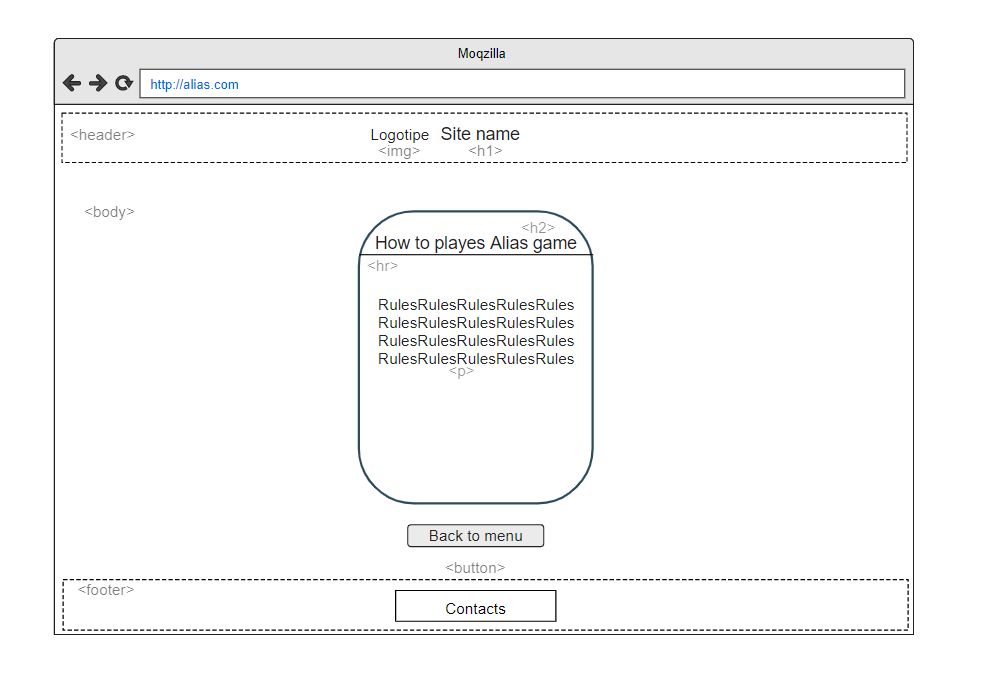 Moqzilla
http://alias.com
<header>
Logotipe Site name
<img> <h1>
<body>
<h2>
How to playes Alias game
<hr>
RulesRulesRulesRulesRules
RulesRulesRulesRulesRules
RulesRulesRulesRulesRules
RulesRulesRulesRulesRules
<p>
Back to menu
<button>
<footer>
Contacts